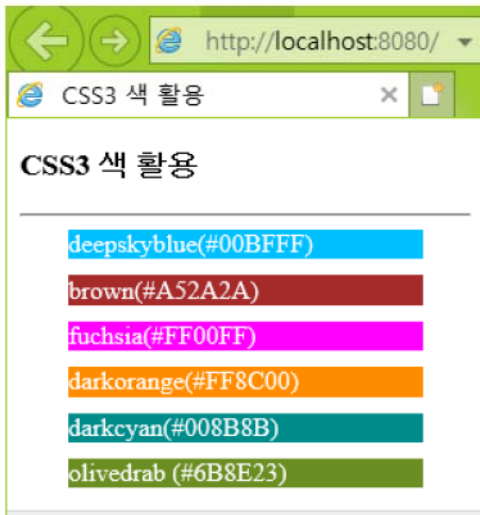 http://localhost:8080/
CSS3 색 활용
CSS3 색 활용
deepskyblue(#00BFFF)
brown(#A52A2A)
fuchsia(#FF00FF)
darkorange(#FF8C00)
darkcyan(#008B8B)
olivedrab (#6B8E23)